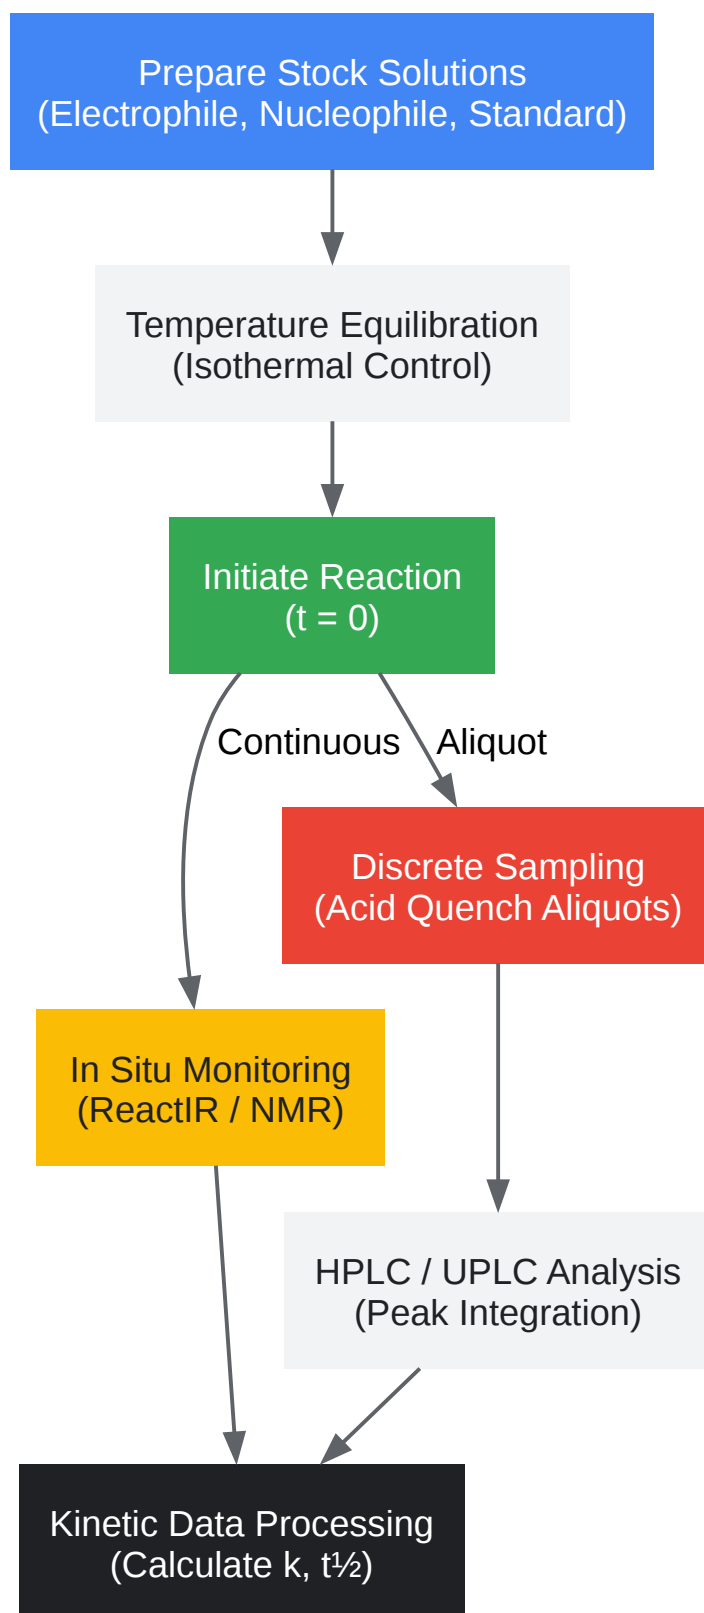 Prepare Stock Solutions
(Electrophile, Nucleophile, Standard)
Temperature Equilibration
(Isothermal Control)
Initiate Reaction
(t = 0)
Continuous
Aliquot
Discrete Sampling
(Acid Quench Aliquots)
In Situ Monitoring
(ReactIR / NMR)
HPLC / UPLC Analysis
(Peak Integration)
Kinetic Data Processing
(Calculate k, t½)